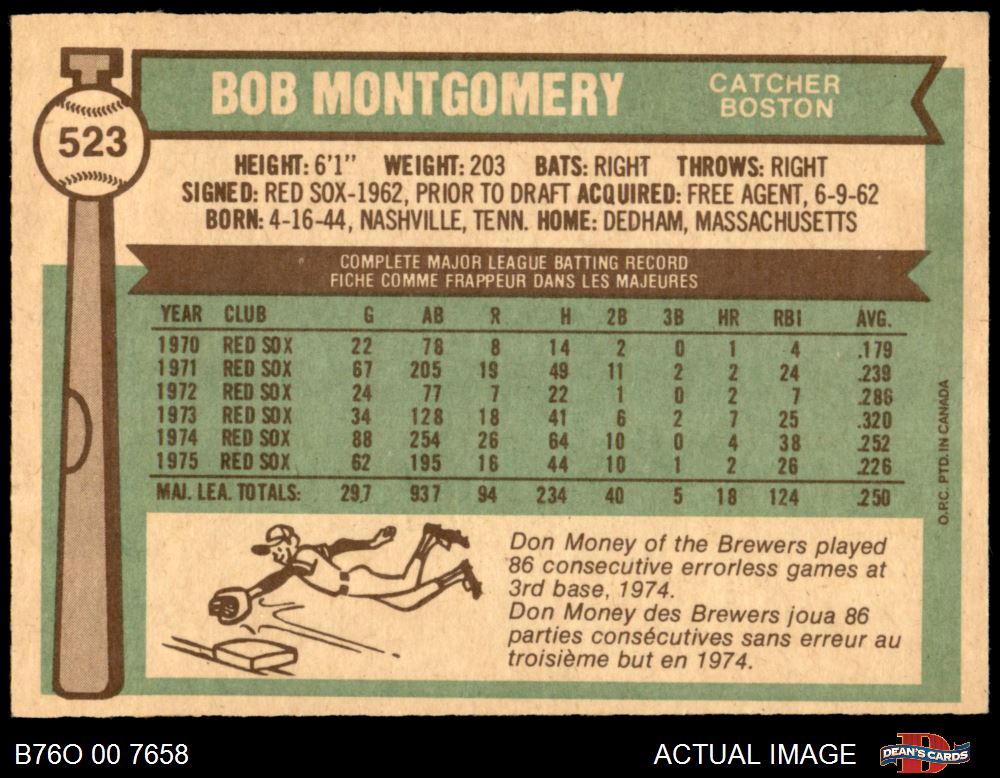 BOB MONTGOMERY
CATCHER
BOSTON
523
HEIGHT: 6'1" WEIGHT: 203 BATS: RIGHT THROWS: RIGHT
SIGNED: RED SOX-1962, PRIOR TO DRAFT ACQUIRED: FREE AGENT, 6-9-62
BORN: 4-16-44, NASHVILLE, TENN. HOME: DEDHAM, MASSACHUSETTS
COMPLETE MAJOR LEAGUE BATTING RECORD
FICHE COMME FRAPPEUR DANS LES MAJEURES
YEAR CLUB G AB R H 2B 3B HR RBI AVG.
1970 RED SOX 22 78 8 14 2 0 1 4 .179
1971 RED SOX 67 205 19 49 11 2 2 24 .239
1972 RED SOX 24 77 7 22 1 0 2 7 .286
1973 RED SOX 34 128 18 41 6 2 7 25 .320
1974 RED SOX 88 254 26 64 10 0 4 38 .252
1975 RED SOX 62 195 16 44 10 1 2 26 .226
MAJ. LEA. TOTALS: 297 937 94 234 40 5 18 124 .250
O.P.C. PTD. IN CANADA
Don Money of the Brewers played
86 consecutive errorless games at
3rd base, 1974.
Don Money des Brewers joua 86
parties consécutives sans erreur au
troisième but en 1974.
B76O 00 7658
ACTUAL IMAGE
DEAN'S CARDS